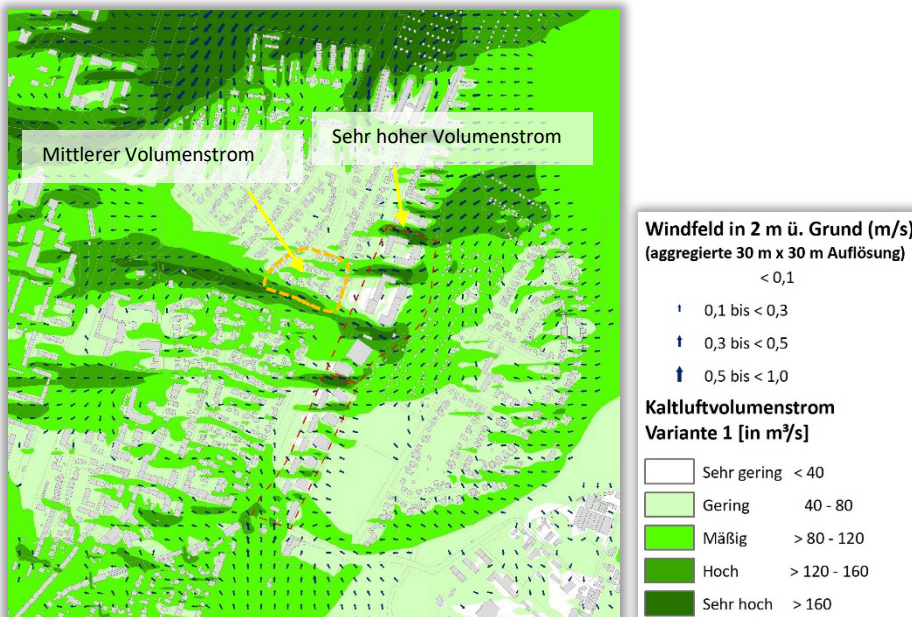 Sehr hoher Volumenstrom
Mittlerer Volumenstrom
Windfeld in 2 m ü. Grund (m/s)
(aggregierte 30 m x 30 m Auflösung)
< 0,1
0,1 bis < 0,3
0,3 bis < 0,5
0,5 bis < 1,0
Kaltluftvolumenstrom
Variante 1 [in m³/s]
Sehr gering < 40
Gering 40 - 80
Mäßig > 80 - 120
Hoch > 120 - 160
Sehr hoch > 160